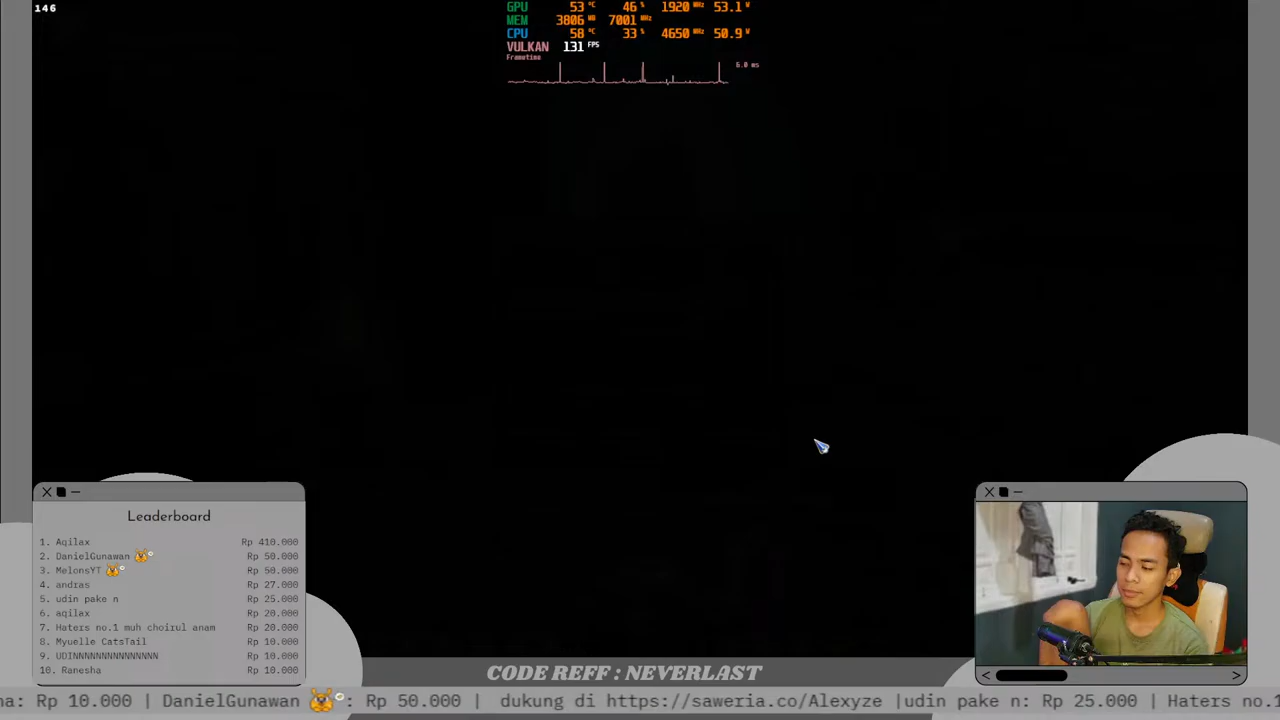 146
GPU 53 °C 46 % 1920 MHz 53.1 W
MEM 3806 MB 7001 MHz
CPU 58 °C 33 % 4650 MHz 50.9 W
VULKAN 131 FPS
Frametime 6.0 ms
Leaderboard
1. Aqilax Rp 410.000
2. DanielGunawan Rp 50.000
3. MelonsYT Rp 50.000
4. andras Rp 27.000
5. udin pake n Rp 25.000
6. aqilax Rp 20.000
7. Haters no.1 muh choirul anam Rp 20.000
8. Myuelle CatsTail Rp 10.000
9. UDINNNNNNNNNNNNNN Rp 10.000
10. Ranesha Rp 10.000
CODE REFF : NEVERLAST
na: Rp 10.000 | DanielGunawan : Rp 50.000 | dukung di https://saweria.co/Alexyze |udin pake n: Rp 25.000 | Haters no.1